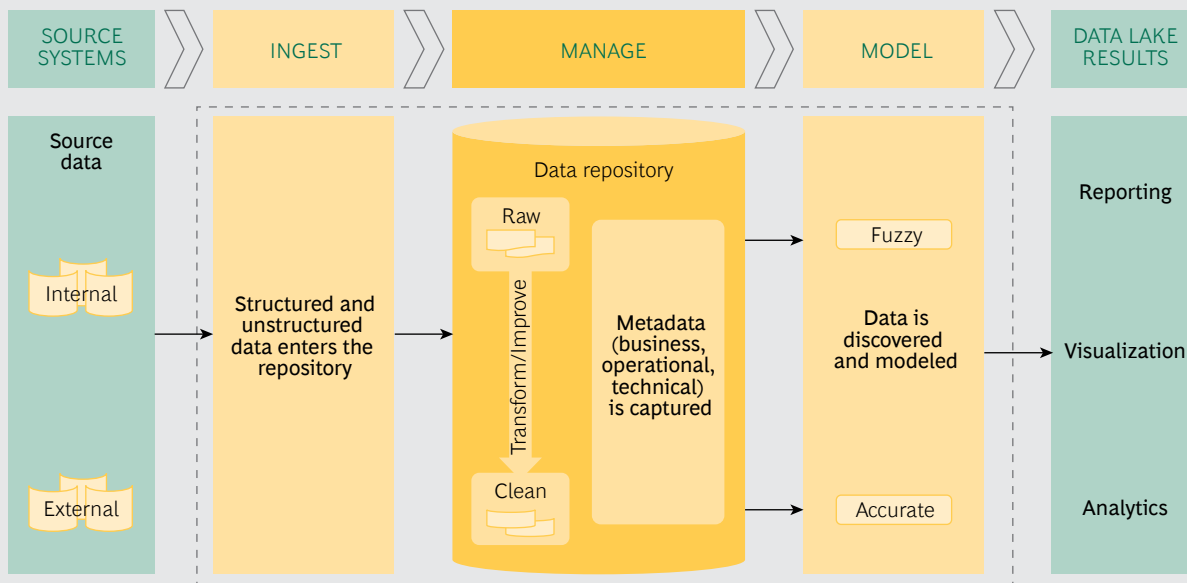 SOURCE
SYSTEMS
INGEST
MANAGE
MODEL
DATA LAKE
RESULTS
Source
data
Internal
External
Structured and
unstructured
data enters the
repository
Data repository
Raw
Transform/Improve
Clean
Metadata
(business,
operational,
technical)
is captured
Fuzzy
Data is
discovered
and modeled
Accurate
Reporting
Visualization
Analytics